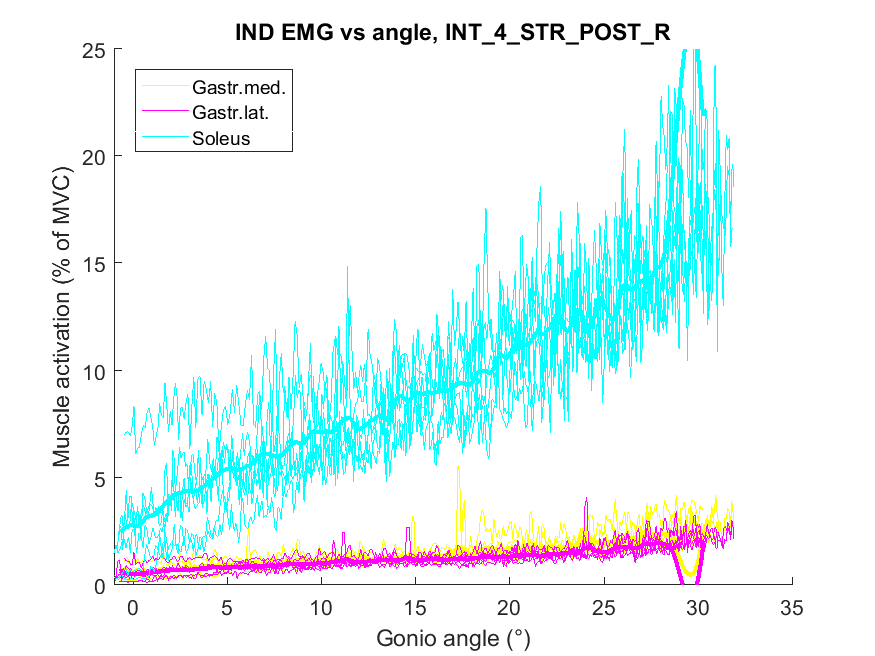 IND EMG vs angle, INT_4_STR_POST_R
25
20
15
10
5
0
Muscle activation (% of MVC)
Gastr.med.
Gastr.lat.
Soleus
0 5 10 15 20 25 30 35
Gonio angle (°)